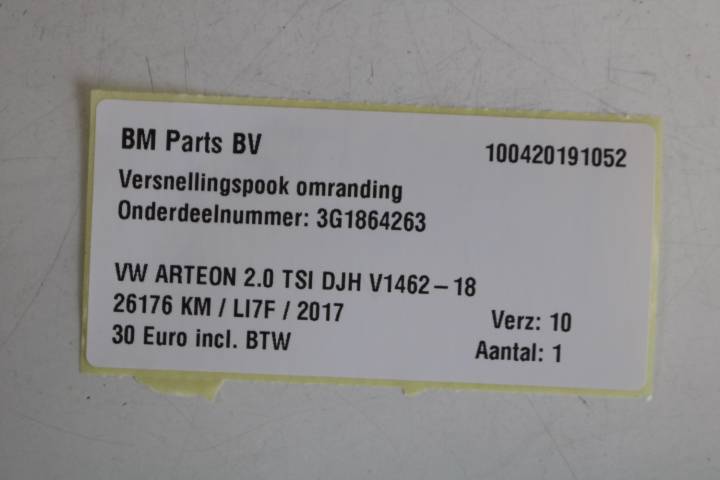 BM Parts BV 100420191052
Versnellingspook omranding
Onderdeelnummer: 3G1864263
VW ARTEON 2.0 TSI DJH V1462-18
26176 KM / LI7F / 2017 Verz: 10
30 Euro incl. BTW Aantal: 1